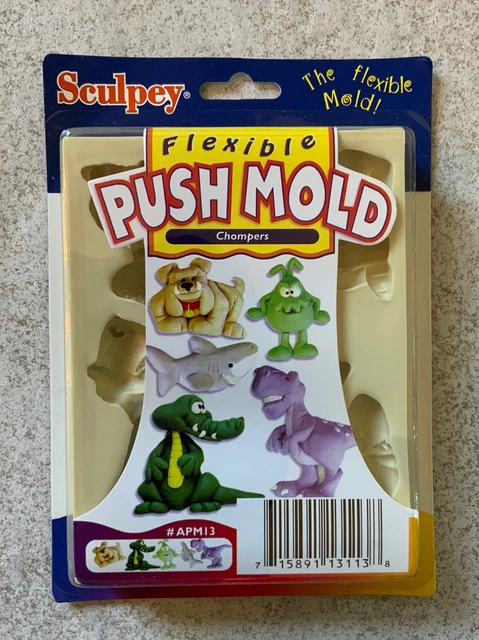 Sculpey®
The flexible
Mold!
Flexible
PUSH MOLD
Chompers
#APM13
7 15891 13113 8